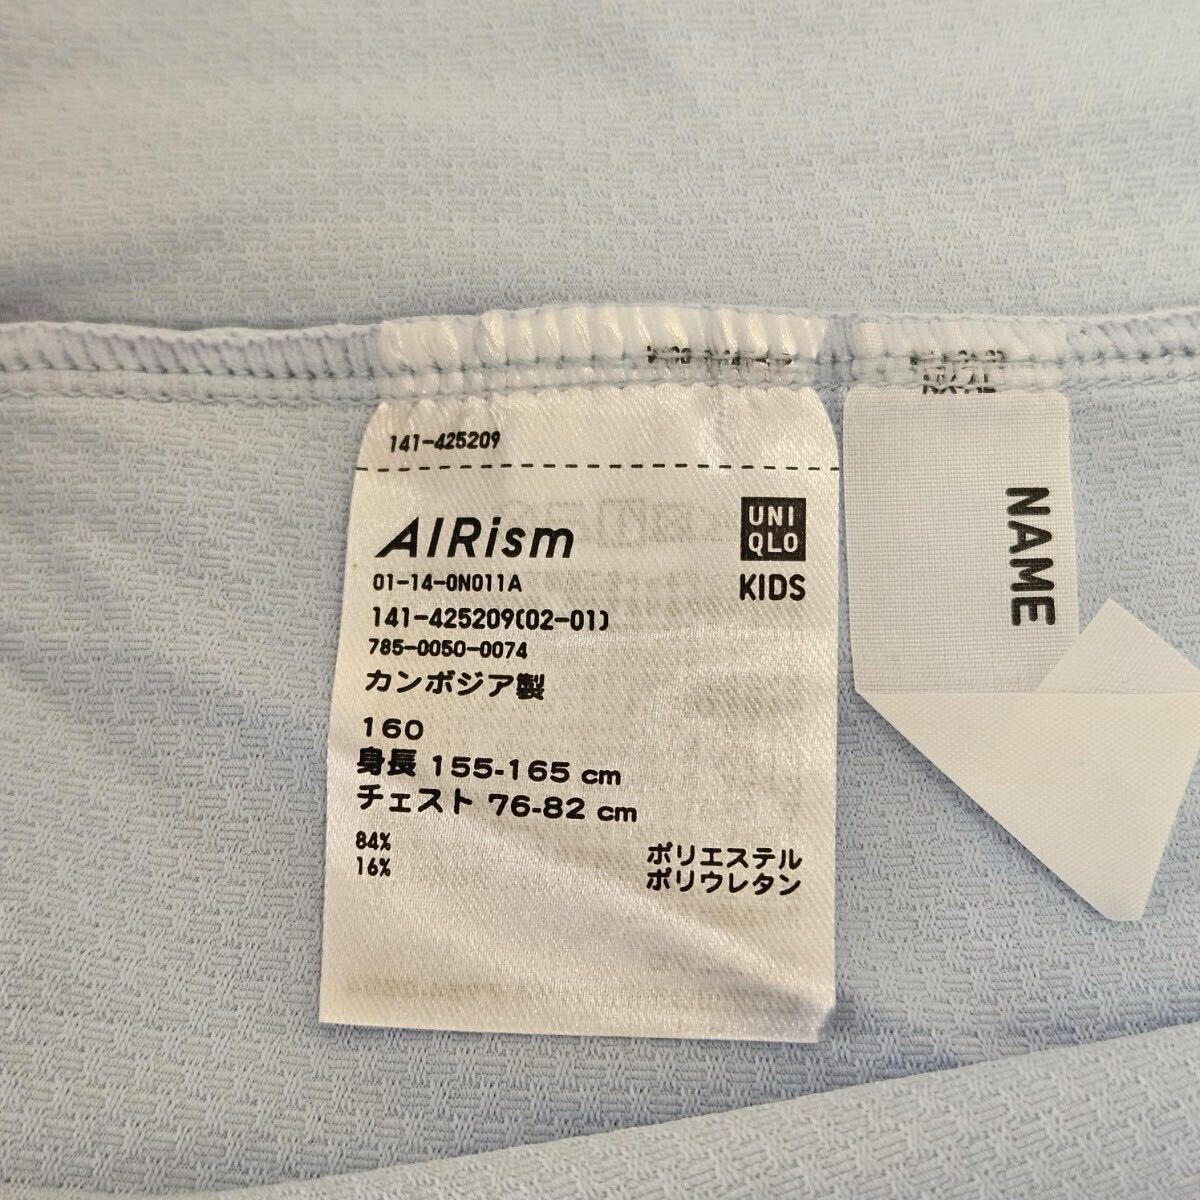 141-425209
AIRism
UNI
QLO
KIDS
01-14-0N011A
141-425209(02-01)
785-0050-0074
カンボジア製
160
身長 155-165 cm
チェスト 76-82 cm
84% ポリエステル
16% ポリウレタン
NAME